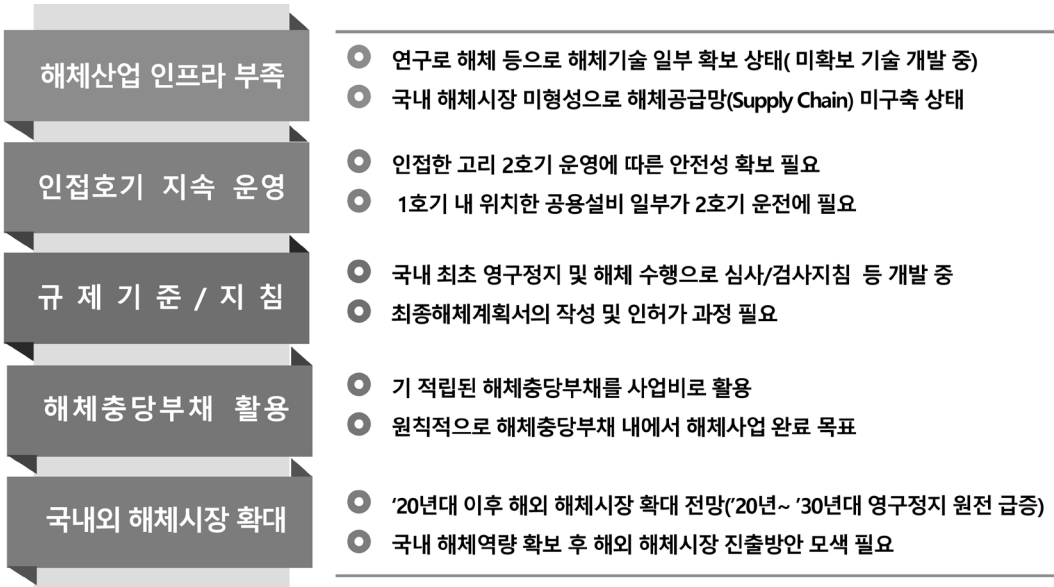 해체산업 인프라 부족
연구로 해체 등으로 해체기술 일부 확보 상태( 미확보 기술 개발 중)
국내 해체시장 미형성으로 해체공급망(Supply Chain) 미구축 상태
인접호기 지속 운영
인접한 고리 2호기 운영에 따른 안전성 확보 필요
1호기 내 위치한 공용설비 일부가 2호기 운전에 필요
규 제 기 준 / 지 침
국내 최초 영구정지 및 해체 수행으로 심사/검사지침 등 개발 중
최종해체계획서의 작성 및 인허가 과정 필요
해체충당부채 활용
기 적립된 해체충당부채를 사업비로 활용
원칙적으로 해체충당부채 내에서 해체사업 완료 목표
국내외 해체시장 확대
‘20년대 이후 해외 해체시장 확대 전망(’20년~ ’30년대 영구정지 원전 급증)
국내 해체역량 확보 후 해외 해체시장 진출방안 모색 필요